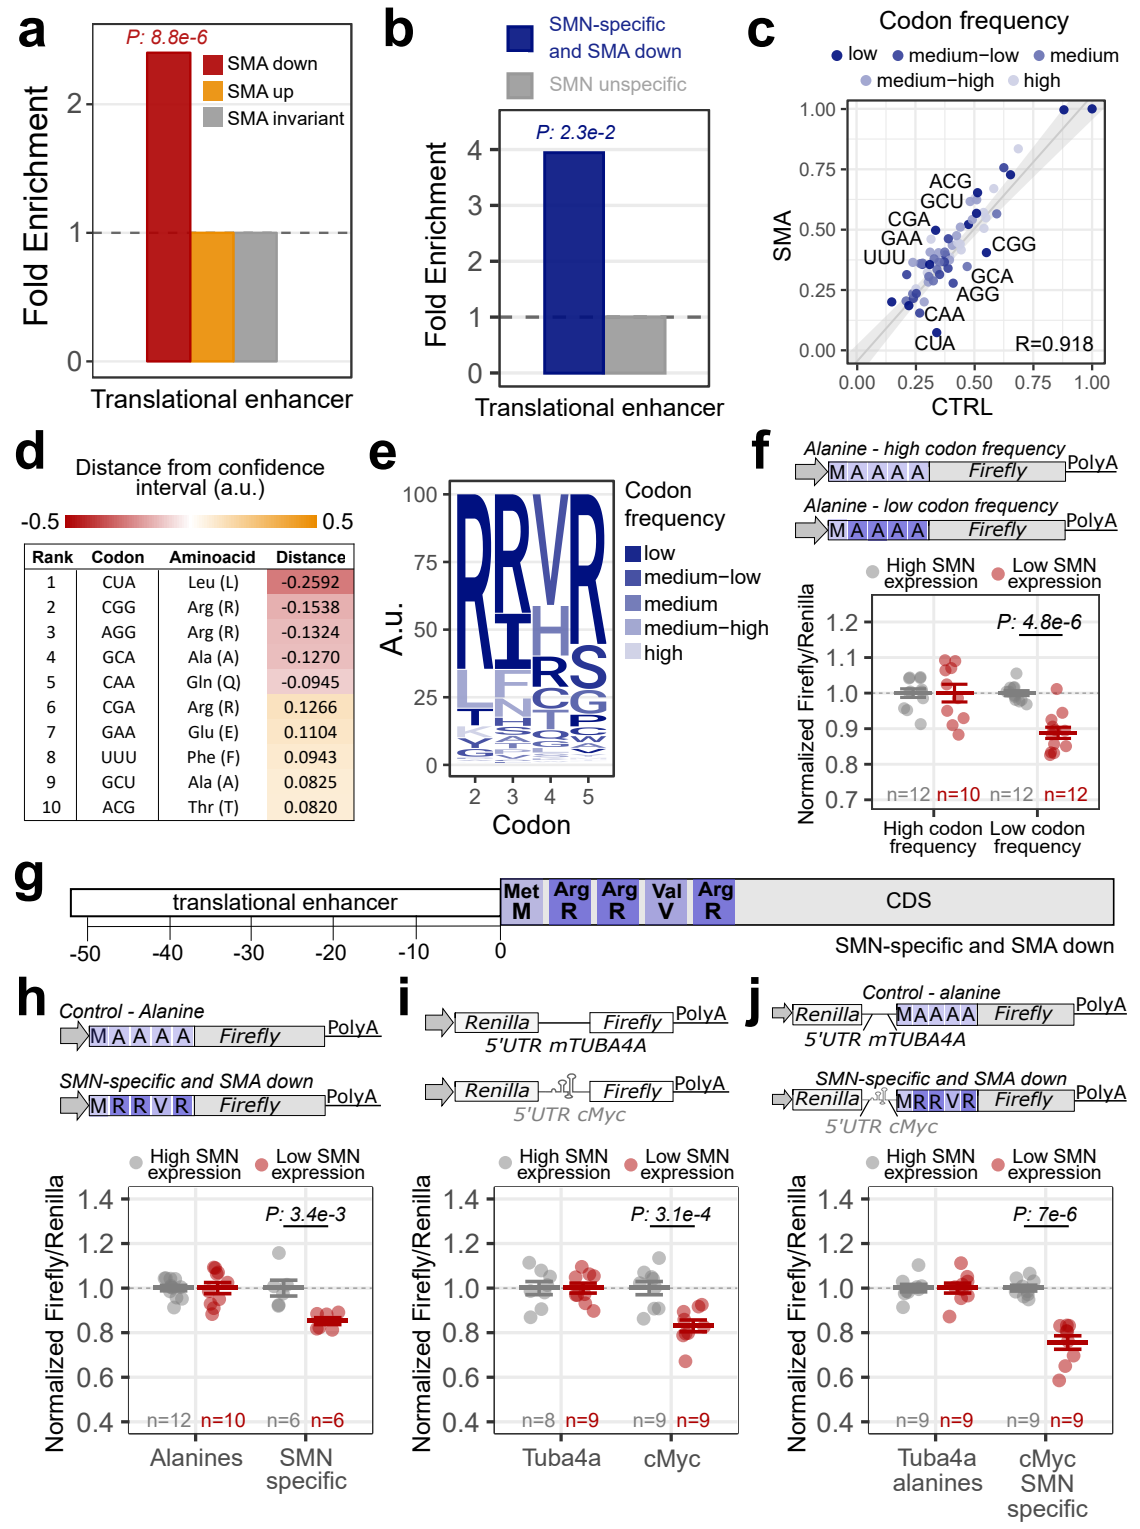 a
P: 8.8e-6
SMA down
SMA up
SMA invariant
2
1
0
Fold Enrichment
Translational enhancer
b
SMN-specific
and SMA down
SMN unspecific
P: 2.3e-2
4
3
2
1
0
Fold Enrichment
Translational enhancer
c
Codon frequency
low medium-low medium
medium-high high
1.00
0.75
0.50
0.25
0.00
SMA
ACG
GCU
CGA
GAA
UUU
CGG
GCA
AGG
CAA
CUA
R=0.918
0.00 0.25 0.50 0.75 1.00
CTRL
d
Distance from confidence
interval (a.u.)
-0.5 0.5
Rank Codon Aminoacid Distance
1 CUA Leu (L) -0.2592
2 CGG Arg (R) -0.1538
3 AGG Arg (R) -0.1324
4 GCA Ala (A) -0.1270
5 CAA Gln (Q) -0.0945
6 CGA Arg (R) 0.1266
7 GAA Glu (E) 0.1104
8 UUU Phe (F) 0.0943
9 GCU Ala (A) 0.0825
10 ACG Thr (T) 0.0820
e
100
75
50
25
0
A.u.
R R V R
I H S
L F R G
N C
T
2 3 4 5
Codon
Codon
frequency
low
medium−low
medium
medium−high
high
f
Alanine - high codon frequency
M A A A A Firefly PolyA
Alanine - low codon frequency
M A A A A Firefly PolyA
High SMN
expression
Low SMN
expression
P: 4.8e-6
1.2
1.1
1.0
0.9
0.8
0.7
Normalized Firefly/Renilla
n=12 n=10 n=12 n=12
High codon
frequency
Low codon
frequency
g
translational enhancer
Met Arg Arg Val Arg
M R R V R
CDS
-50 -40 -30 -20 -10 0
SMN-specific and SMA down
h
Control - Alanine
M A A A A Firefly PolyA
SMN-specific and SMA down
M R R V R Firefly PolyA
High SMN
expression
Low SMN
expression
P: 3.4e-3
1.4
1.2
1.0
0.8
0.6
0.4
Normalized Firefly/Renilla
n=12 n=10 n=6 n=6
Alanines
SMN
specific
i
Renilla Firefly PolyA
5'UTR mTUBA4A
Renilla Firefly PolyA
5'UTR cMyc
High SMN
expression
Low SMN
expression
P: 3.1e-4
1.4
1.2
1.0
0.8
0.6
0.4
Normalized Firefly/Renilla
n=8 n=9 n=9 n=9
Tuba4a cMyc
j
Control - alanine
Renilla MAAAA Firefly PolyA
5'UTR mTUBA4A
SMN-specific and SMA down
Renilla MRRVR Firefly PolyA
5'UTR cMyc
High SMN
expression
Low SMN
expression
P: 7e-6
1.4
1.2
1.0
0.8
0.6
0.4
Normalized Firefly/Renilla
n=9 n=9 n=9 n=9
Tuba4a
alanines
cMyc
SMN
specific